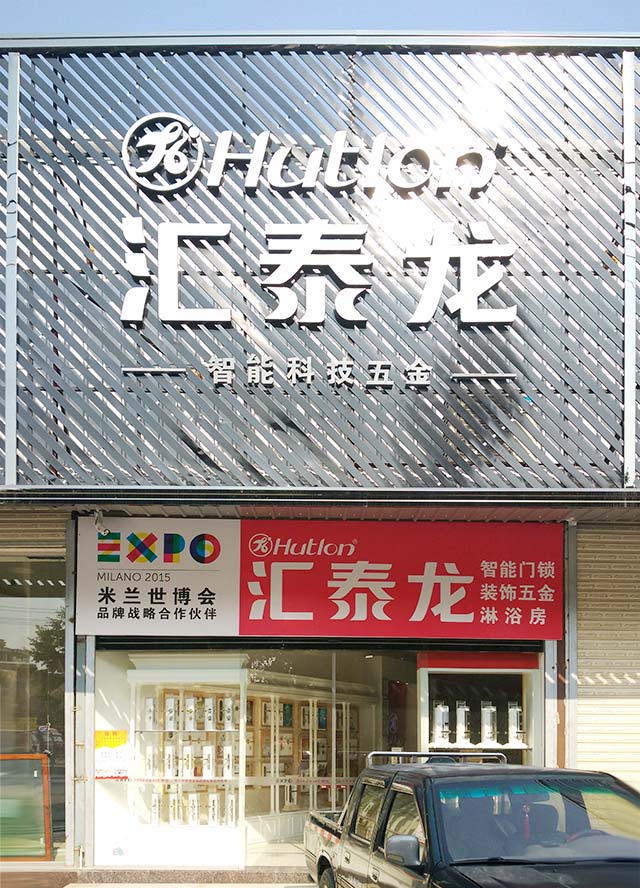 Hutlon
汇泰龙
智能科技五金
EXPO
MILANO 2015
米兰世博会
品牌战略合作伙伴
Hutlon®
汇泰龙
智能门锁
装饰五金
淋浴房